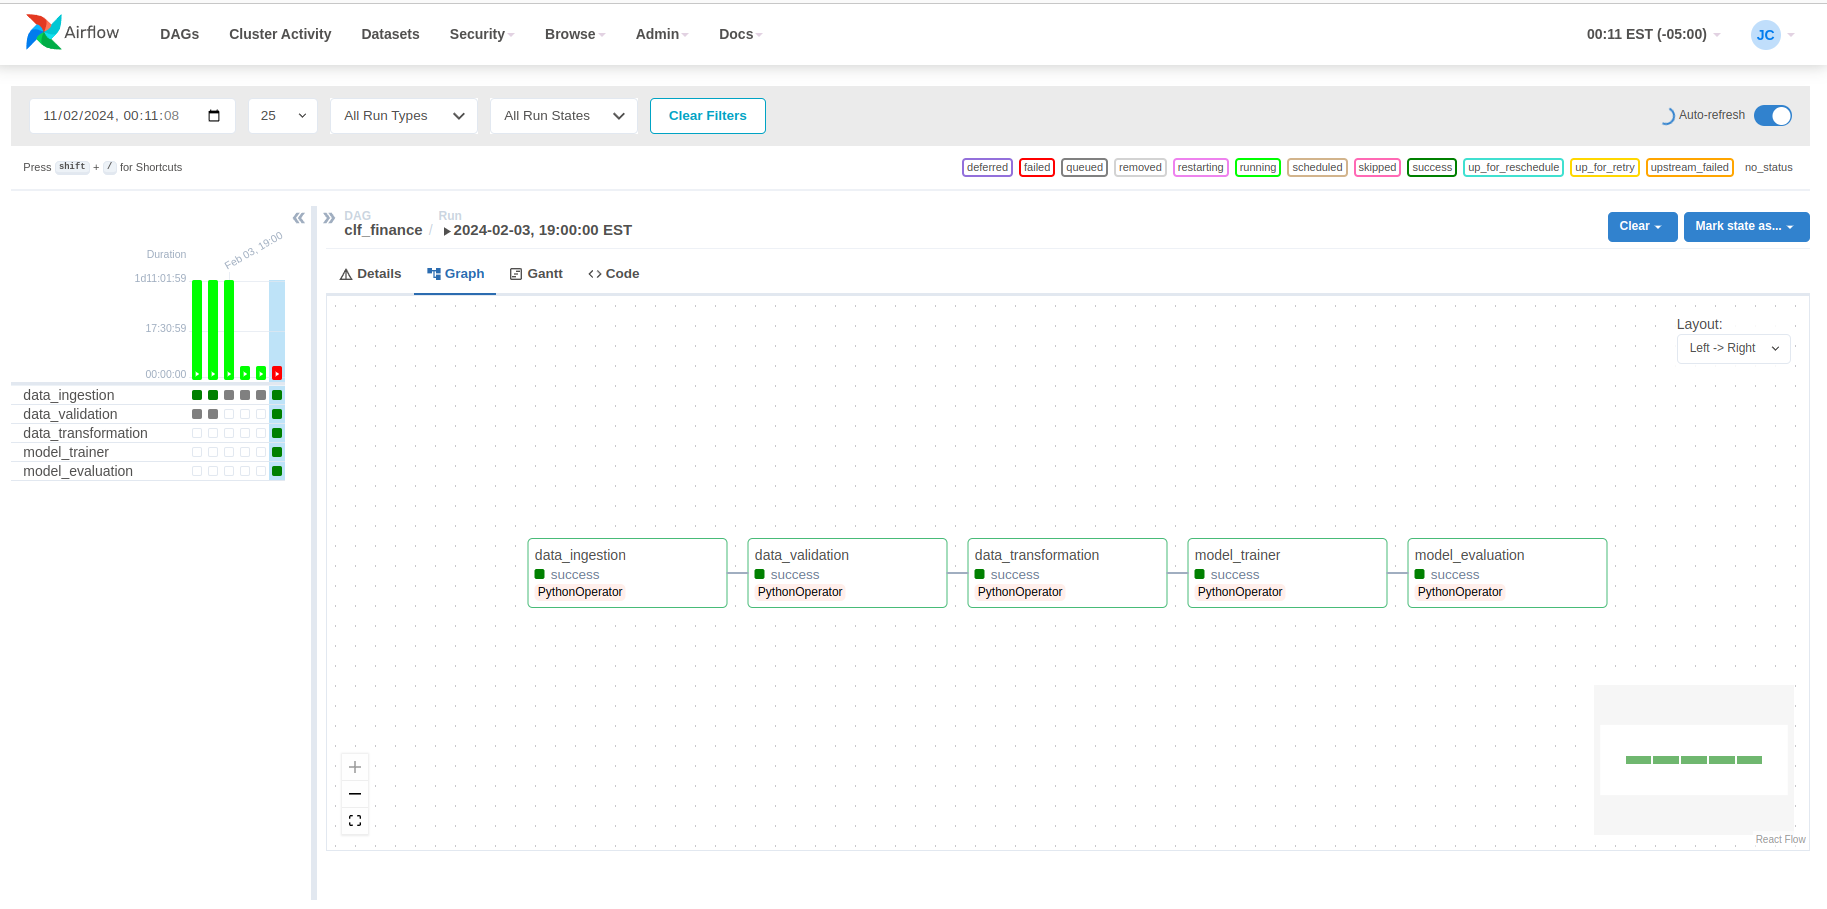 Airflow DAGs Cluster Activity Datasets Security Browse Admin Docs 00:11 EST (-05:00) JC
11/02/2024, 00:11:08 25 All Run Types All Run States Clear Filters Auto-refresh
Press shift + / for Shortcuts deferred failed queued removed restarting running scheduled skipped success up_for_reschedule up_for_retry upstream_failed no_status
DAG Run
clf_finance / 2024-02-03, 19:00:00 EST Clear Mark state as...
Details Graph Gantt Code
Feb 03, 19:00
Duration
1d11:01:59
17:30:59
00:00:00
data_ingestion
data_validation
data_transformation
model_trainer
model_evaluation
Layout:
Left -> Right
data_ingestion
success
PythonOperator
data_validation
success
PythonOperator
data_transformation
success
PythonOperator
model_trainer
success
PythonOperator
model_evaluation
success
PythonOperator
React Flow